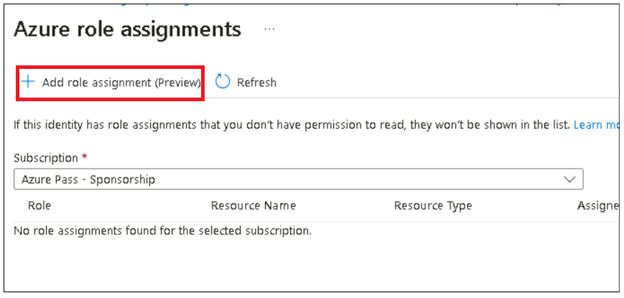 Azure role assignments ...
+ Add role assignment (Preview) Refresh
If this identity has role assignments that you don't have permission to read, they won't be shown in the list. Learn mo
Subscription *
Azure Pass - Sponsorship
Role Resource Name Resource Type Assigne
No role assignments found for the selected subscription.